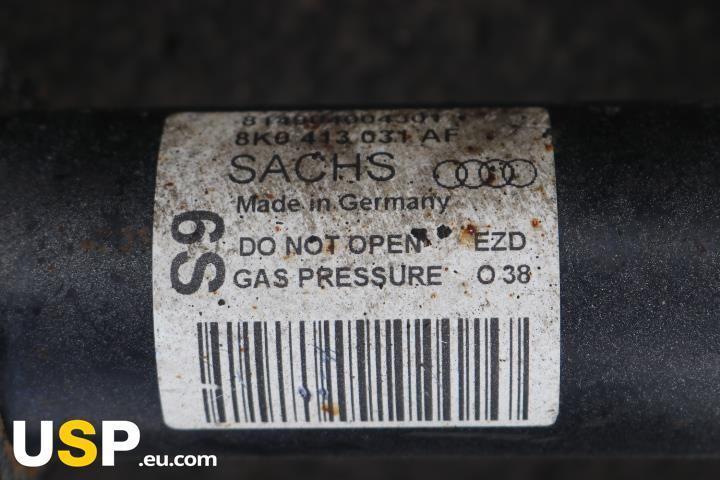 814904004301
8K0 413 031 AF
SACHS
Made in Germany
S9
DO NOT OPEN EZD
GAS PRESSURE O 38
USP.eu.com